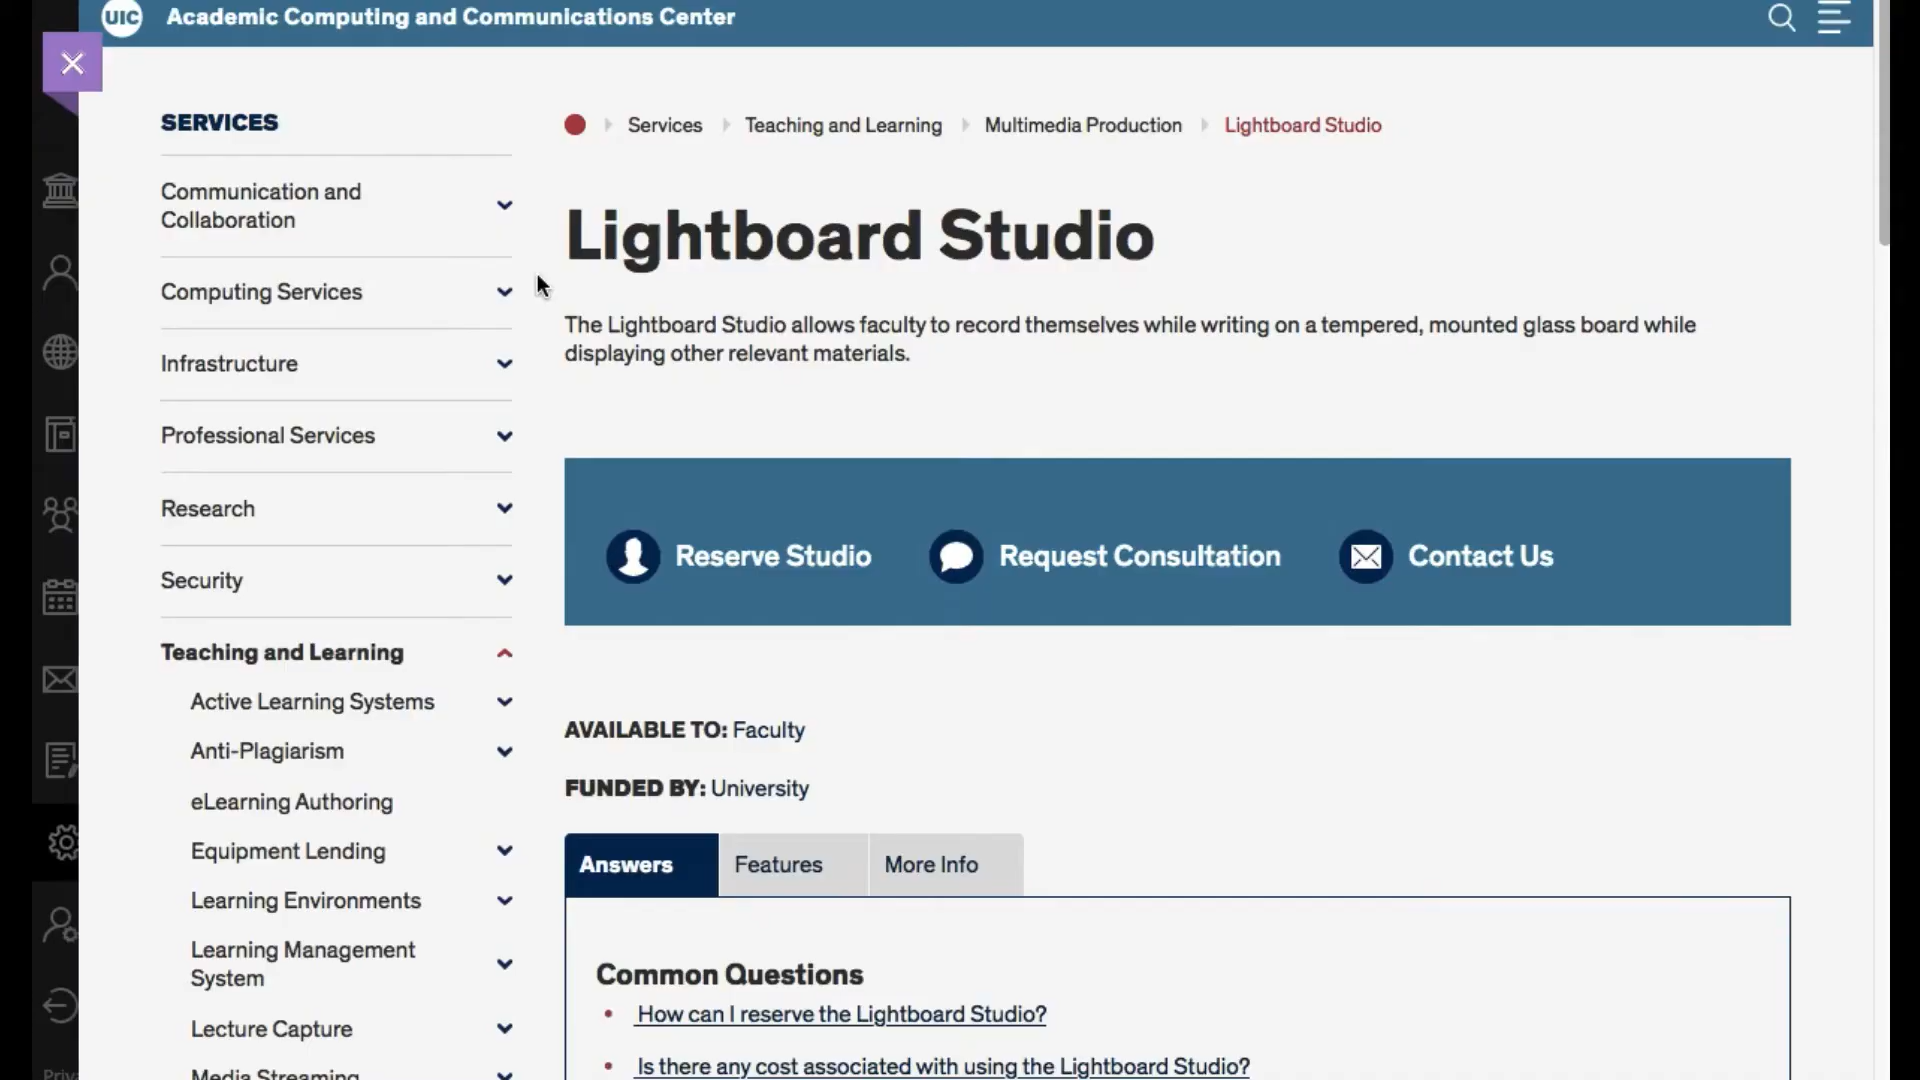 UIC Academic Computing and Communications Center
SERVICES
Communication and
Collaboration
Computing Services
Infrastructure
Professional Services
Research
Security
Teaching and Learning
Active Learning Systems
Anti-Plagiarism
eLearning Authoring
Equipment Lending
Learning Environments
Learning Management
System
Lecture Capture
Media Streaming
Services Teaching and Learning Multimedia Production Lightboard Studio
Lightboard Studio
The Lightboard Studio allows faculty to record themselves while writing on a tempered, mounted glass board while
displaying other relevant materials.
Reserve Studio Request Consultation Contact Us
AVAILABLE TO: Faculty
FUNDED BY: University
Answers Features More Info
Common Questions
• How can I reserve the Lightboard Studio?
• Is there any cost associated with using the Lightboard Studio?